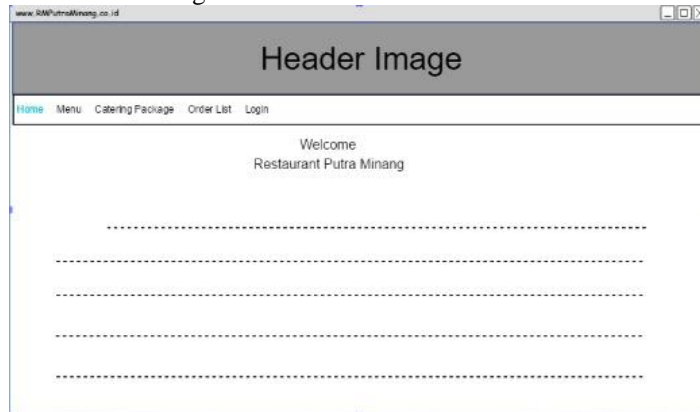 www.RMPutraMinang.co.id
Header Image
Home Menu Catering Package Order List Login
Welcome
Restaurant Putra Minang